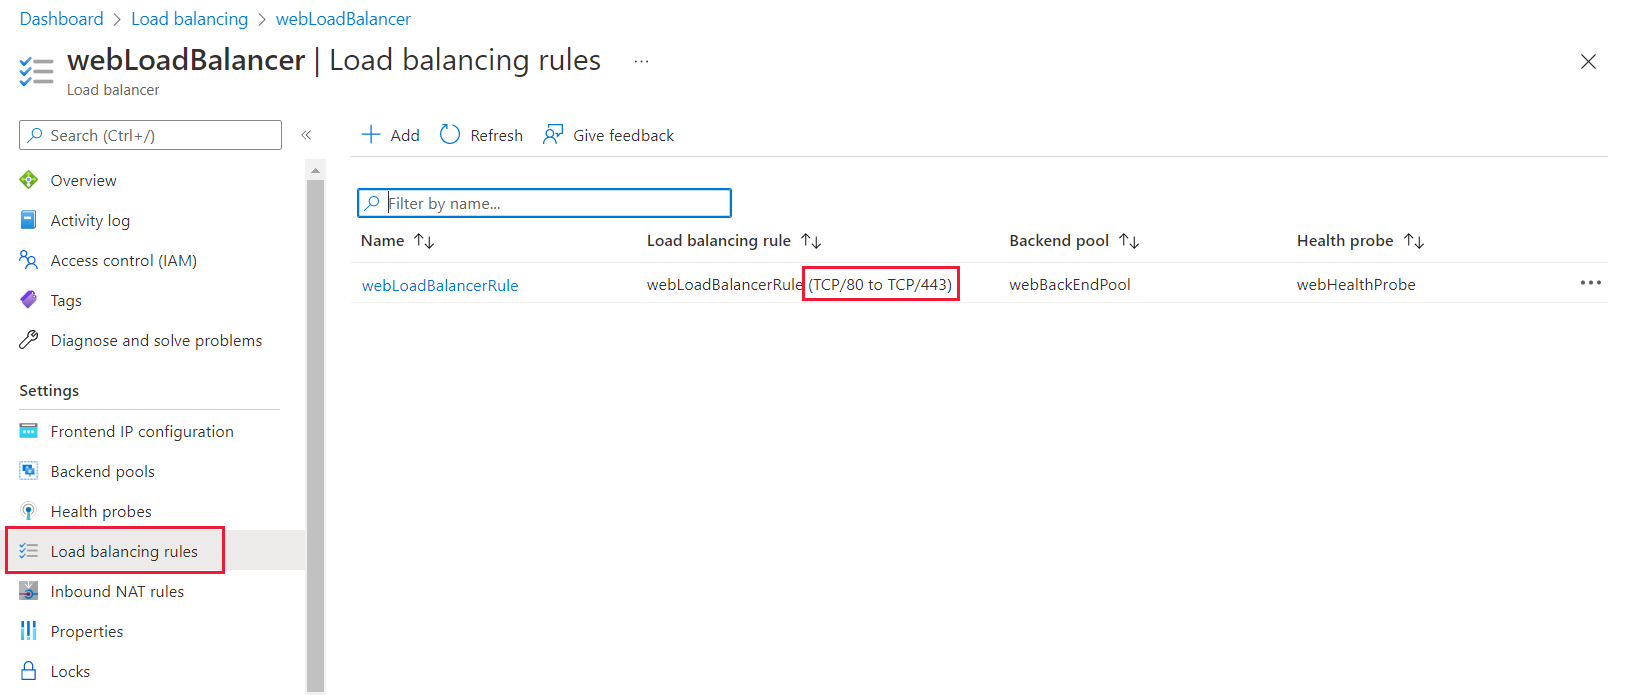 Dashboard > Load balancing > webLoadBalancer
webLoadBalancer | Load balancing rules ...
Load balancer
Search (Ctrl+/)
«
Add Refresh Give feedback
Overview
Activity log
Access control (IAM)
Tags
Diagnose and solve problems
Settings
Frontend IP configuration
Backend pools
Health probes
Load balancing rules
Inbound NAT rules
Properties
Locks
Filter by name...
Name ↑↓ Load balancing rule ↑↓ Backend pool ↑↓ Health probe ↑↓
webLoadBalancerRule webLoadBalancerRule (TCP/80 to TCP/443) webBackEndPool webHealthProbe ...